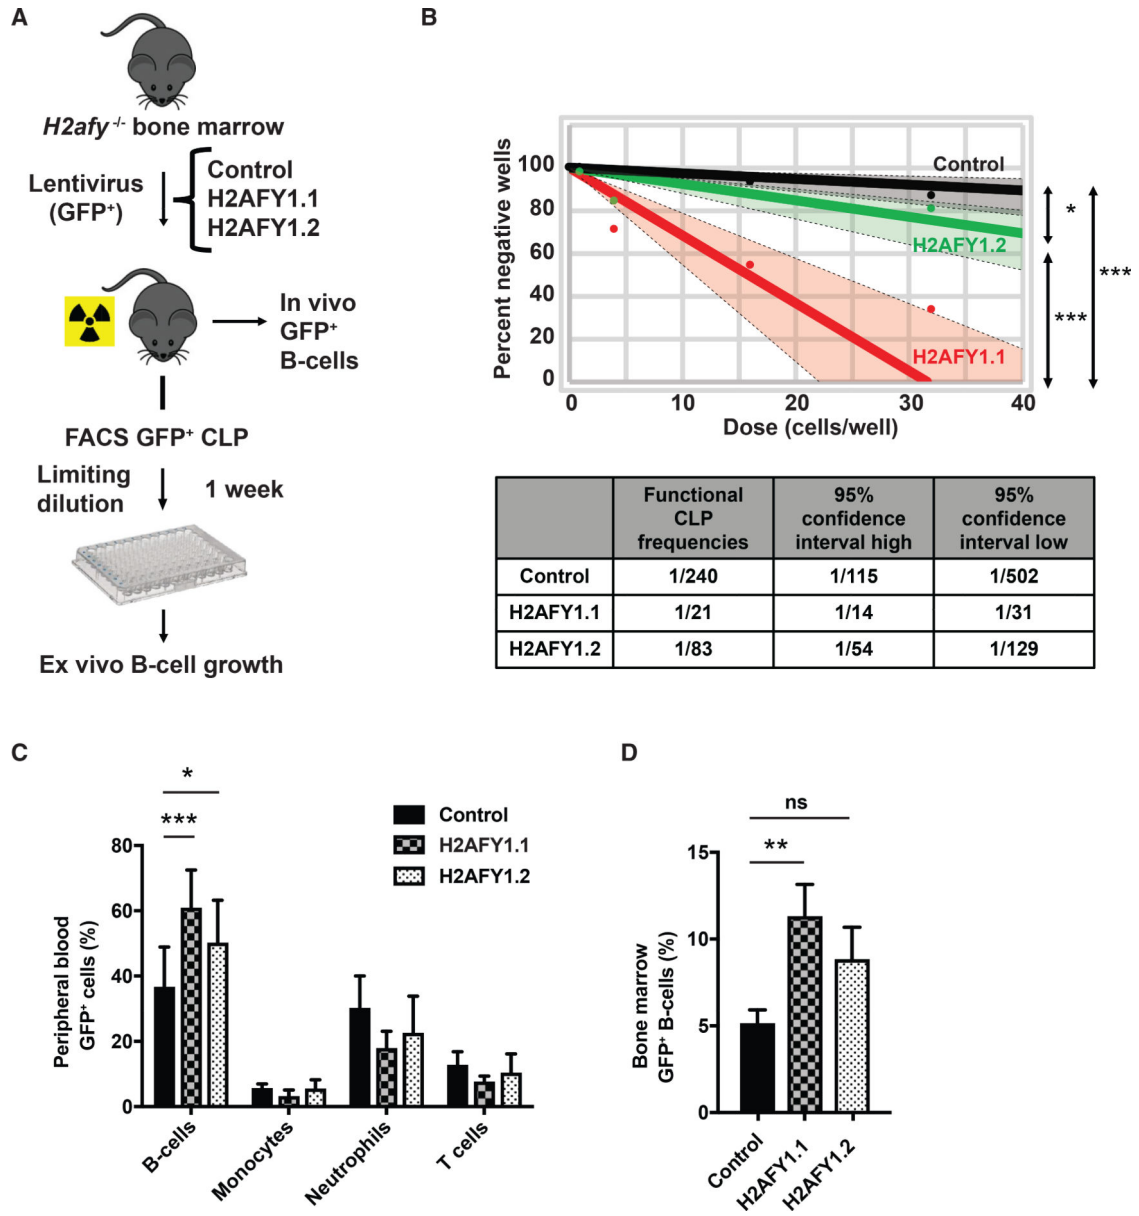 A
H2afy -/- bone marrow
Lentivirus
(GFP+)
Control
H2AFY1.1
H2AFY1.2
In vivo
GFP+
B-cells
FACS GFP+ CLP
Limiting
dilution
1 week
Ex vivo B-cell growth
B
Percent negative wells
100
80
60
40
20
0
0 10 20 30 40
Dose (cells/well)
Control
H2AFY1.2
H2AFY1.1
*
***
***
Functional CLP frequencies
95% confidence interval high
95% confidence interval low
Control 1/240 1/115 1/502
H2AFY1.1 1/21 1/14 1/31
H2AFY1.2 1/83 1/54 1/129
C
Peripheral blood
GFP+ cells (%)
80
60
40
20
0
*
***
Control
H2AFY1.1
H2AFY1.2
B-cells
Monocytes
Neutrophils
T cells
D
Bone marrow
GFP+ B-cells (%)
15
10
5
0
ns
**
Control
H2AFY1.1
H2AFY1.2